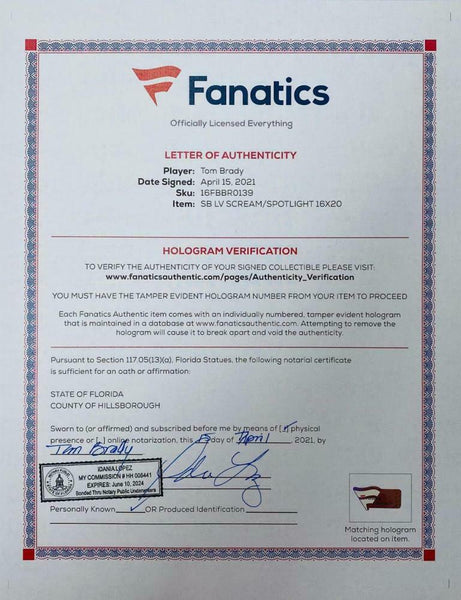 Fanatics
Officially Licensed Everything
LETTER OF AUTHENTICITY
Player: Tom Brady
Date Signed: April 15, 2021
Sku: 16FBBR0139
Item: SB LV SCREAM/SPOTLIGHT 16X20
HOLOGRAM VERIFICATION
TO VERIFY THE AUTHENTICITY OF YOUR SIGNED COLLECTIBLE PLEASE VISIT:
www.fanaticsauthentic.com/pages/Authenticity_Verification
YOU MUST HAVE THE TAMPER EVIDENT HOLOGRAM NUMBER FROM YOUR ITEM TO PROCEED
Each Fanatics Authentic item comes with an individually numbered, tamper evident hologram
that is maintained in a database at www.fanaticsauthentic.com. Attempting to remove the
hologram will cause it to break apart and void the authenticity.
Pursuant to Section 117.05(13)(a), Florida Statues, the following notarial certificate
is sufficient for an oath or affirmation:
STATE OF FLORIDA
COUNTY OF HILLSBOROUGH
Sworn to (or affirmed) and subscribed before me by means of [ ] physical
presence or [ ] online notarization, this day of April, 2021, by
Tom Brady
IDANIA LOPEZ
MY COMMISSION # HH 006441
EXPIRES: June 10, 2024
Bonded Thru Notary Public Underwriters
Personally Known OR Produced Identification
Matching hologram
located on item.